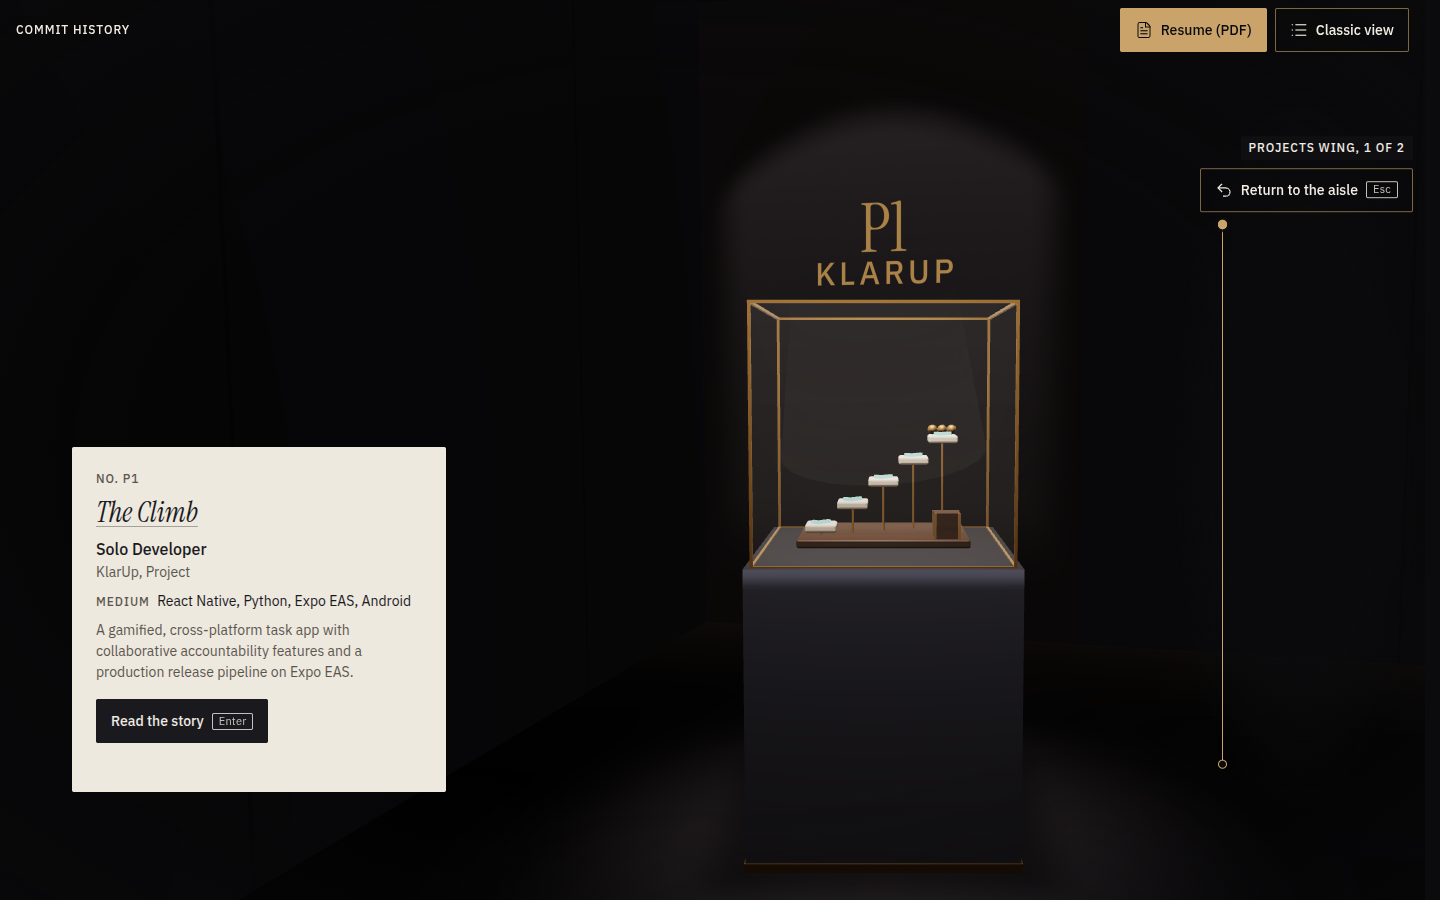 COMMIT HISTORY
Resume (PDF)
Classic view
PROJECTS WING, 1 OF 2
Return to the aisle Esc
P1
KLARUP
NO. P1
The Climb
Solo Developer
KlarUp, Project
MEDIUM React Native, Python, Expo EAS, Android
A gamified, cross-platform task app with
collaborative accountability features and a
production release pipeline on Expo EAS.
Read the story Enter